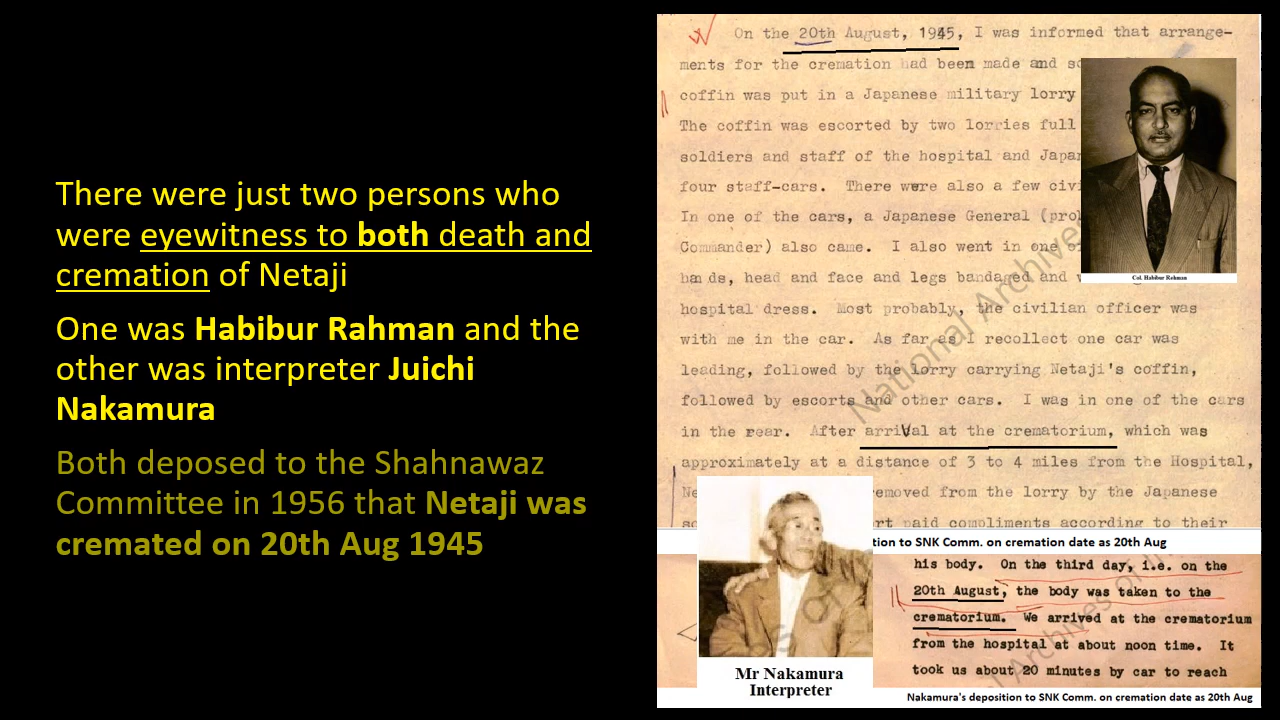 There were just two persons who
were eyewitness to both death and
cremation of Netaji
One was Habibur Rahman and the
other was interpreter Juichi
Nakamura
Both deposed to the Shahnawaz
Committee in 1956 that Netaji was
cremated on 20th Aug 1945
On the 20th August, 1945, I was informed that arrange-
ments for the cremation had been made and
coffin was put in a Japanese military lorry
The coffin was escorted by two lorries full
soldiers and staff of the hospital and
four staff-cars. There were also a few
In one of the cars, a Japanese General
Commander) also came. I also went in one
hands, head and face and legs bandaged and
hospital dress. Most probably, the civilian officer was
with me in the car. As far as I recollect one car was
leading, followed by the lorry carrying Netaji's coffin,
followed by escorts and other cars. I was in one of the cars
in the rear. After arrival at the crematorium, which was
approximately at a distance of 3 to 4 miles from the Hospital,
removed from the lorry by the Japanese
paid compliments according to their
Col. Habibur Rehman
tion to SNK Comm. on cremation date as 20th Aug
his body. On the third day, i.e. on the
20th August, the body was taken to the
crematorium. We arrived at the crematorium
from the hospital at about noon time. It
took us about 20 minutes by car to reach
Mr Nakamura
Interpreter
Nakamura's deposition to SNK Comm. on cremation date as 20th Aug
National Archives